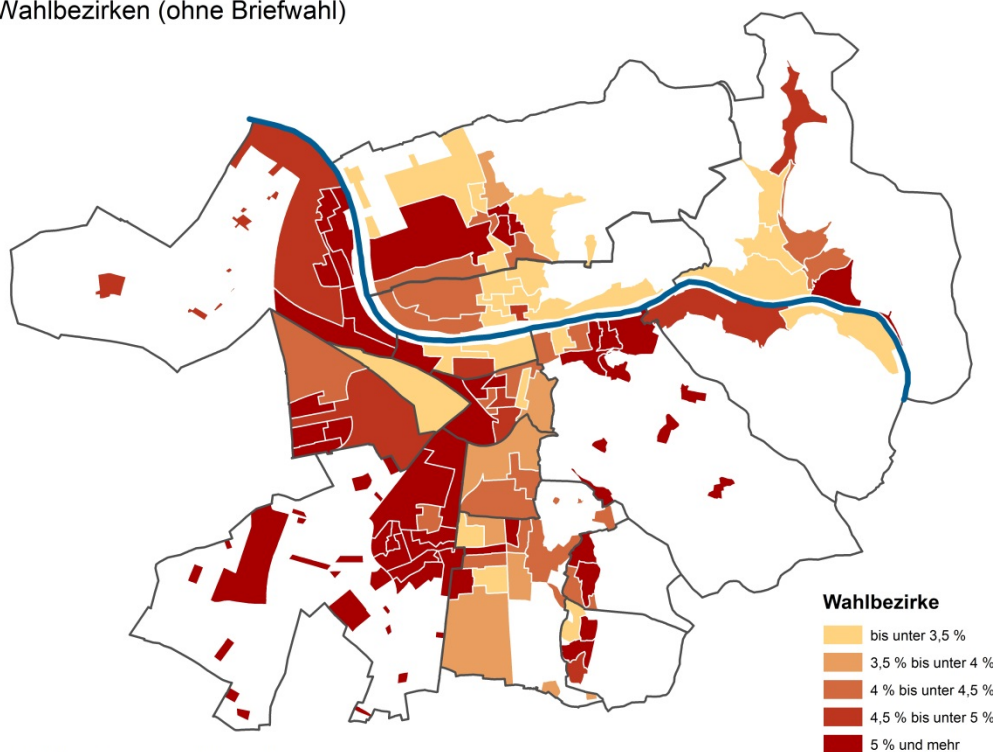 Wahlbezirken (ohne Briefwahl)
Wahlbezirke
bis unter 3,5 %
3,5 % bis unter 4 %
4 % bis unter 4,5 %
4,5 % bis unter 5 %
5 % und mehr